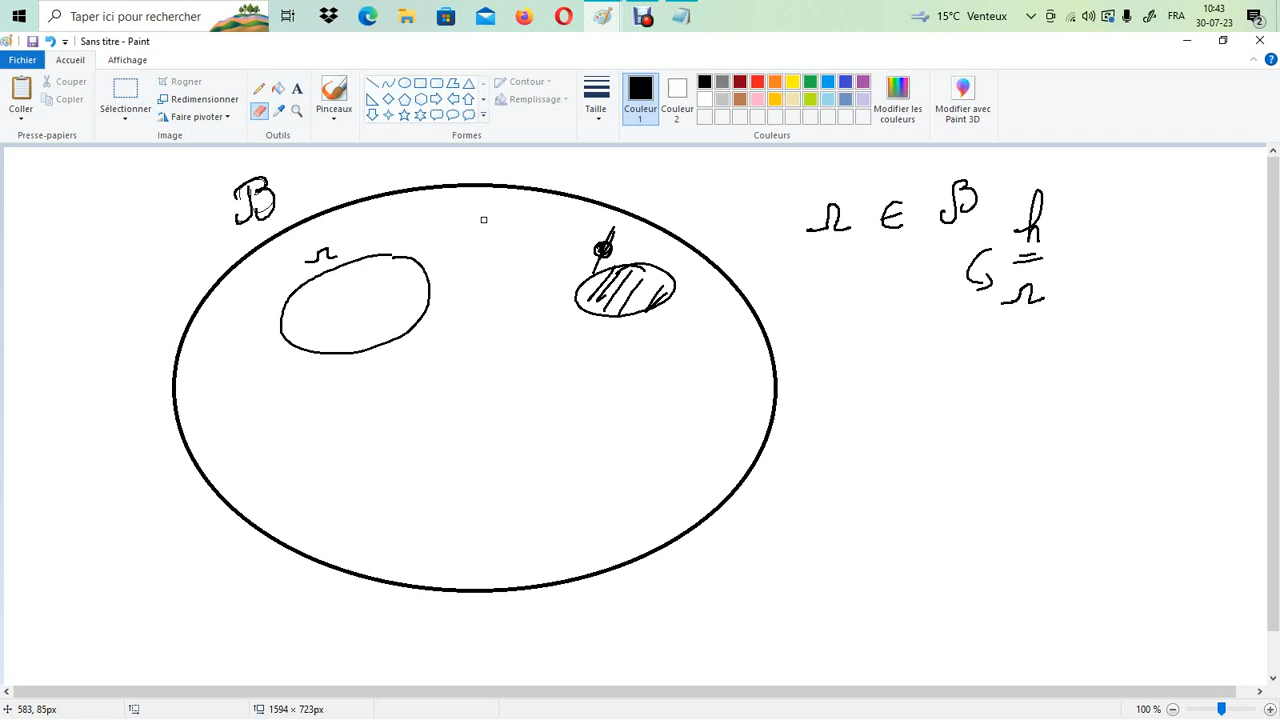 Taper ici pour rechercher
15°C Venteux
FRA
10:43
30-07-23
2
Sans titre - Paint
Fichier
Accueil
Affichage
Coller
Couper
Copier
Presse-papiers
Sélectionner
Rogner
Redimensionner
Faire pivoter
Image
A
Outils
Pinceaux
Contour
Remplissage
Formes
Taille
Couleur 1
Couleur 2
Modifier les couleurs
Couleurs
Modifier avec Paint 3D
B
Ω
Ω ∈ B h
Ω
583, 85px
1594 × 723px
100 %